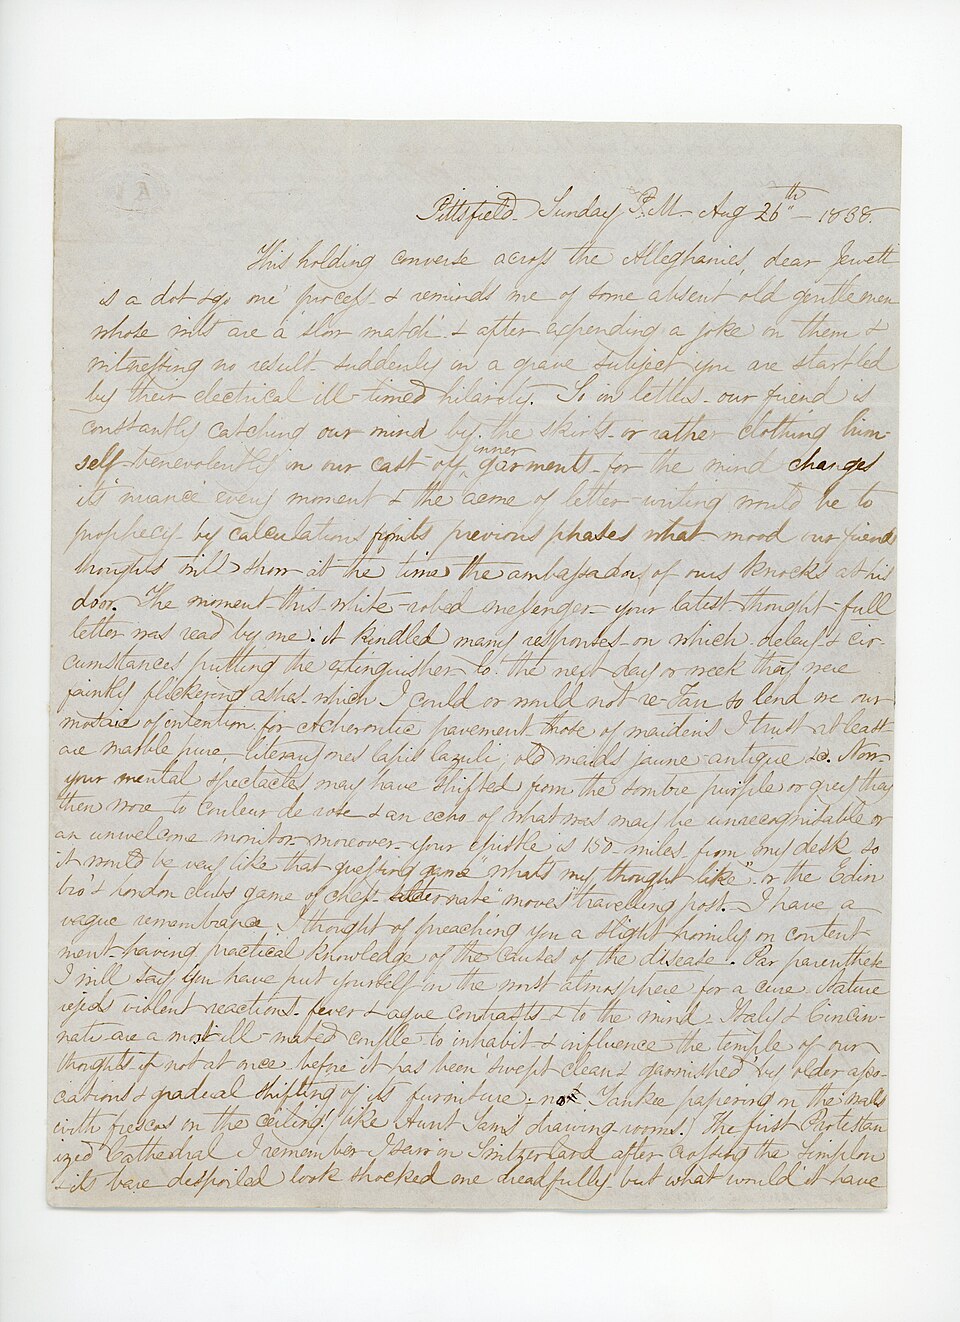 Pittsfield. Sunday P.M. Aug 26th - 1838.
This holding converse across the Alleghanies, dear Jewett
is a 'dot & go one' process - & reminds me of some absent old gentlemen
whose wits are a 'slow match' & after expending a joke on them &
witnessing no result - suddenly in a grave subject you are startled
by their electrical ill-timed hilarity. So in letters - our friend is
constantly catching our mind by the skirts - or rather clothing him-
self - benevolently in our cast off inner garments - for the mind changes
its 'nuance' every moment & the acme of letter-writing would be to
prophecy - by calculations from its previous phases what mood our friends
thoughts will show at the time the ambassadors of ours knocks at his
door. The moment this white-robed messenger - your latest thought-full
letter was read by me. it kindled many responses - on which - delays & cir-
cumstances putting the extinguisher - lo! the next day or week they were
faintly flickering ashes - which I could or would not re-fan so lend we our
mosaic of intention for Acherontic pavement - those of maidens I trust at least
are marble pure, literary ones lapis lazuli, old maids jaune antique &c. Now
your mental spectacles may have shifted from the sombre purple or grey they
then wore to Couleur de rose - & an echo of what was may be unrecognizable or
an unwelcome monitor - moreover - your epistle is 150 - miles - from my desk so
it would be very like that guessing game "what's my thought like" - or the Edin
bro' & London clubs game of chess - alternate moves travelling post. I have a
vague remembrance, I thought of preaching you a slight homily on content-
ment - having practical knowledge of the causes of the disease. Par parenthese
I will say you have put yourself in the worst atmosphere for a cure. Nature
rejects violent reactions - fever & ague contrasts - & to the mind - Italy & Cincin-
nati - are a most ill-mated couple to inhabit & influence the temple of our
thoughts - if not at once - before it has been swept clean & garnished by older asso-
ciations & gradual shifting of its furniture. not Yankee papering on the walls
with frescos on the ceiling! (like Aunt Sam's drawing rooms.) The first Protestan
ized Cathedral I remember I saw in Switzerland after crossing the Simplon
& its bare despoiled look shocked me dreadfully - but what would it have